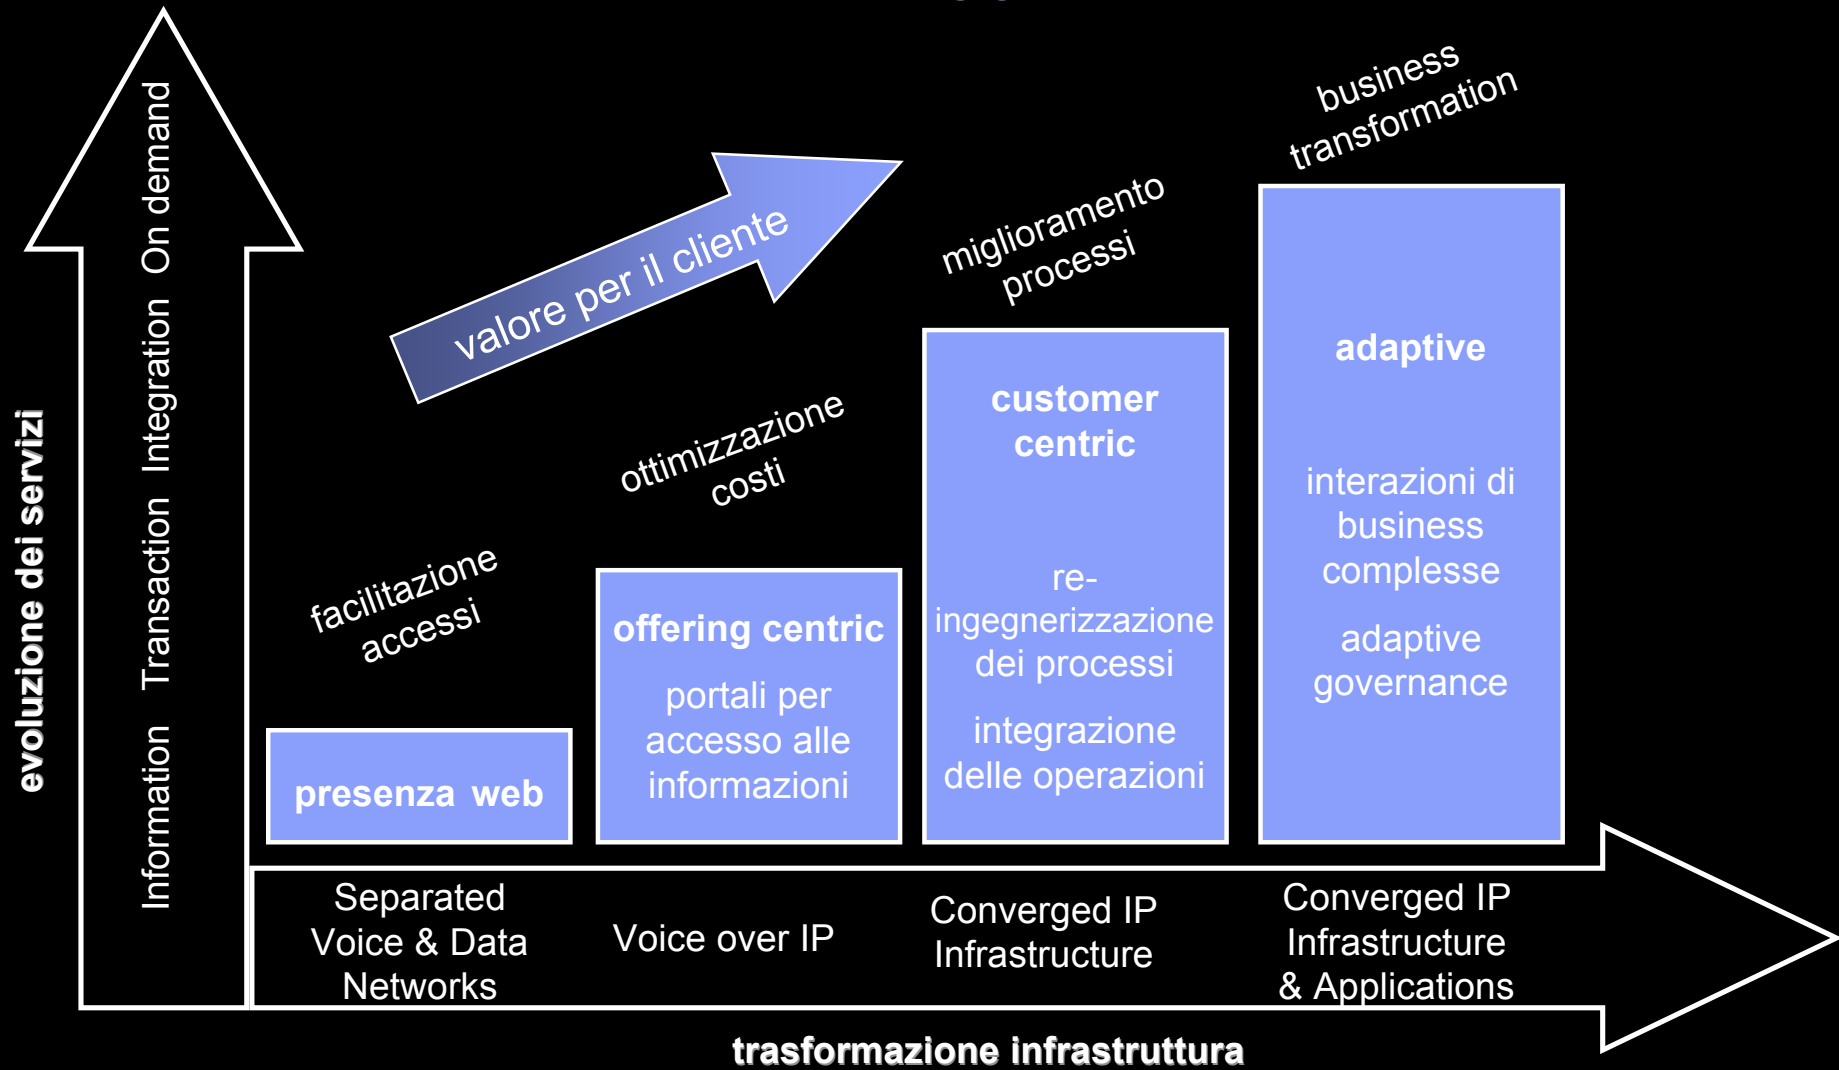 business
transformation
miglioramento
processi
valore per il cliente
ottimizzazione
costi
facilitazione
accessi
evoluzione dei servizi
Information Transaction Integration On demand
presenza web
offering centric
portali per
accesso alle
informazioni
customer
centric
re-
ingegnerizzazione
dei processi
integrazione
delle operazioni
adaptive
interazioni di
business
complesse
adaptive
governance
Separated
Voice & Data
Networks
Voice over IP
Converged IP
Infrastructure
Converged IP
Infrastructure
& Applications
trasformazione infrastruttura